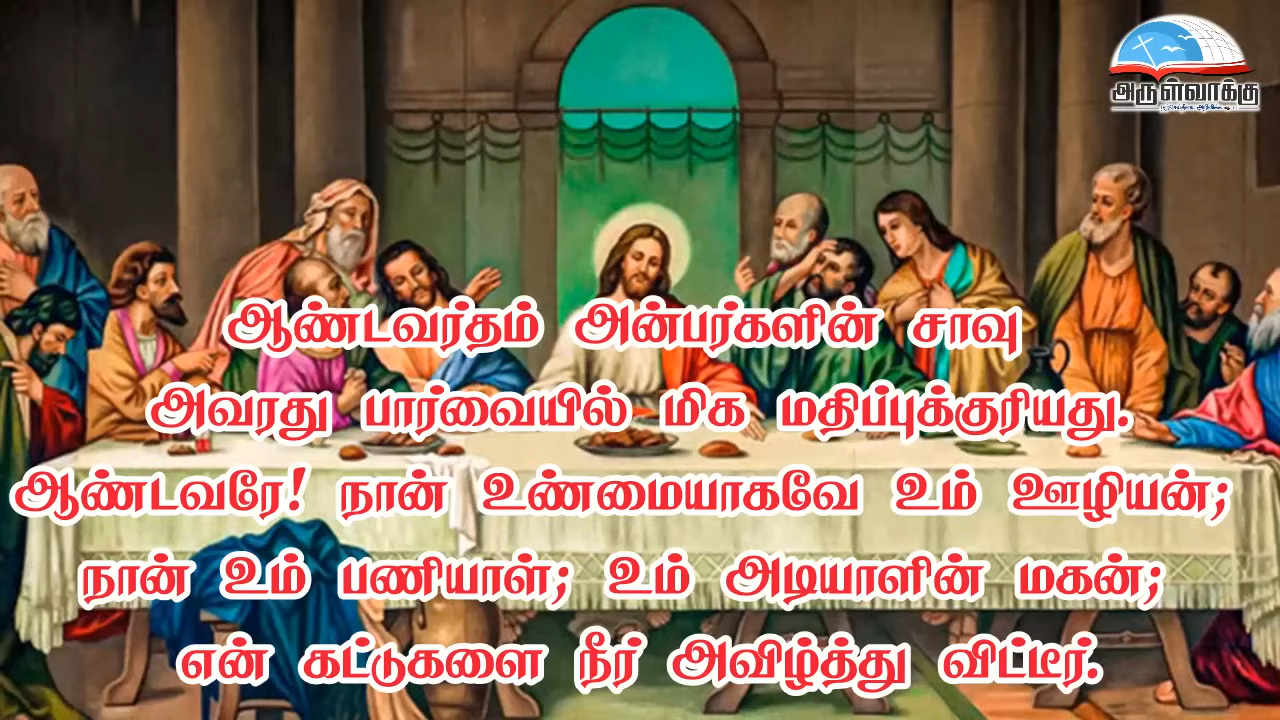 அருள்வாக்கு
ஆண்டவர்தம் அன்பர்களின் சாவு
அவரது பார்வையில் மிக மதிப்புக்குரியது.
ஆண்டவரே! நான் உண்மையாகவே உம் ஊழியன்;
நான் உம் பணியாள்; உம் அடியாளின் மகன்;
என் கட்டுகளை நீர் அவிழ்த்து விட்டீர்.